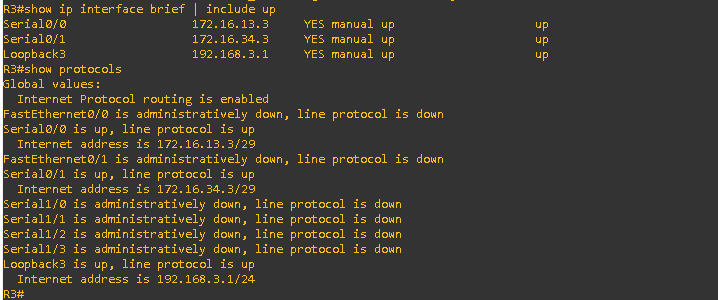 R3#show ip interface brief | include up
Serial0/0 172.16.13.3 YES manual up up
Serial0/1 172.16.34.3 YES manual up up
Loopback3 192.168.3.1 YES manual up up
R3#show protocols
Global values:
Internet Protocol routing is enabled
FastEthernet0/0 is administratively down, line protocol is down
Serial0/0 is up, line protocol is up
Internet address is 172.16.13.3/29
FastEthernet0/1 is administratively down, line protocol is down
Serial0/1 is up, line protocol is up
Internet address is 172.16.34.3/29
Serial1/0 is administratively down, line protocol is down
Serial1/1 is administratively down, line protocol is down
Serial1/2 is administratively down, line protocol is down
Serial1/3 is administratively down, line protocol is down
Loopback3 is up, line protocol is up
Internet address is 192.168.3.1/24
R3#